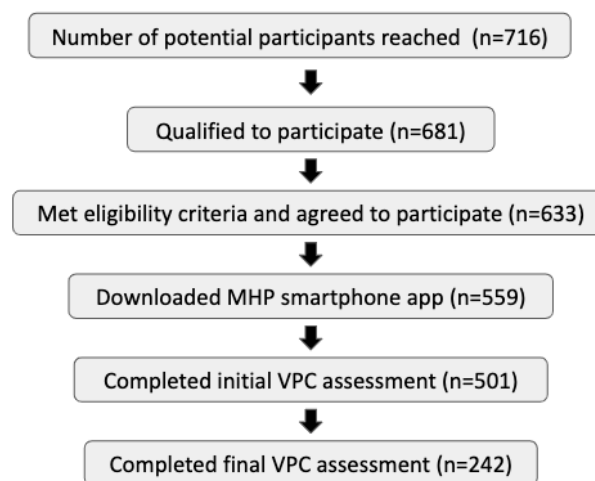 Number of potential participants reached (n=716)
Qualified to participate (n=681)
Met eligibility criteria and agreed to participate (n=633)
Downloaded MHP smartphone app (n=559)
Completed initial VPC assessment (n=501)
Completed final VPC assessment (n=242)